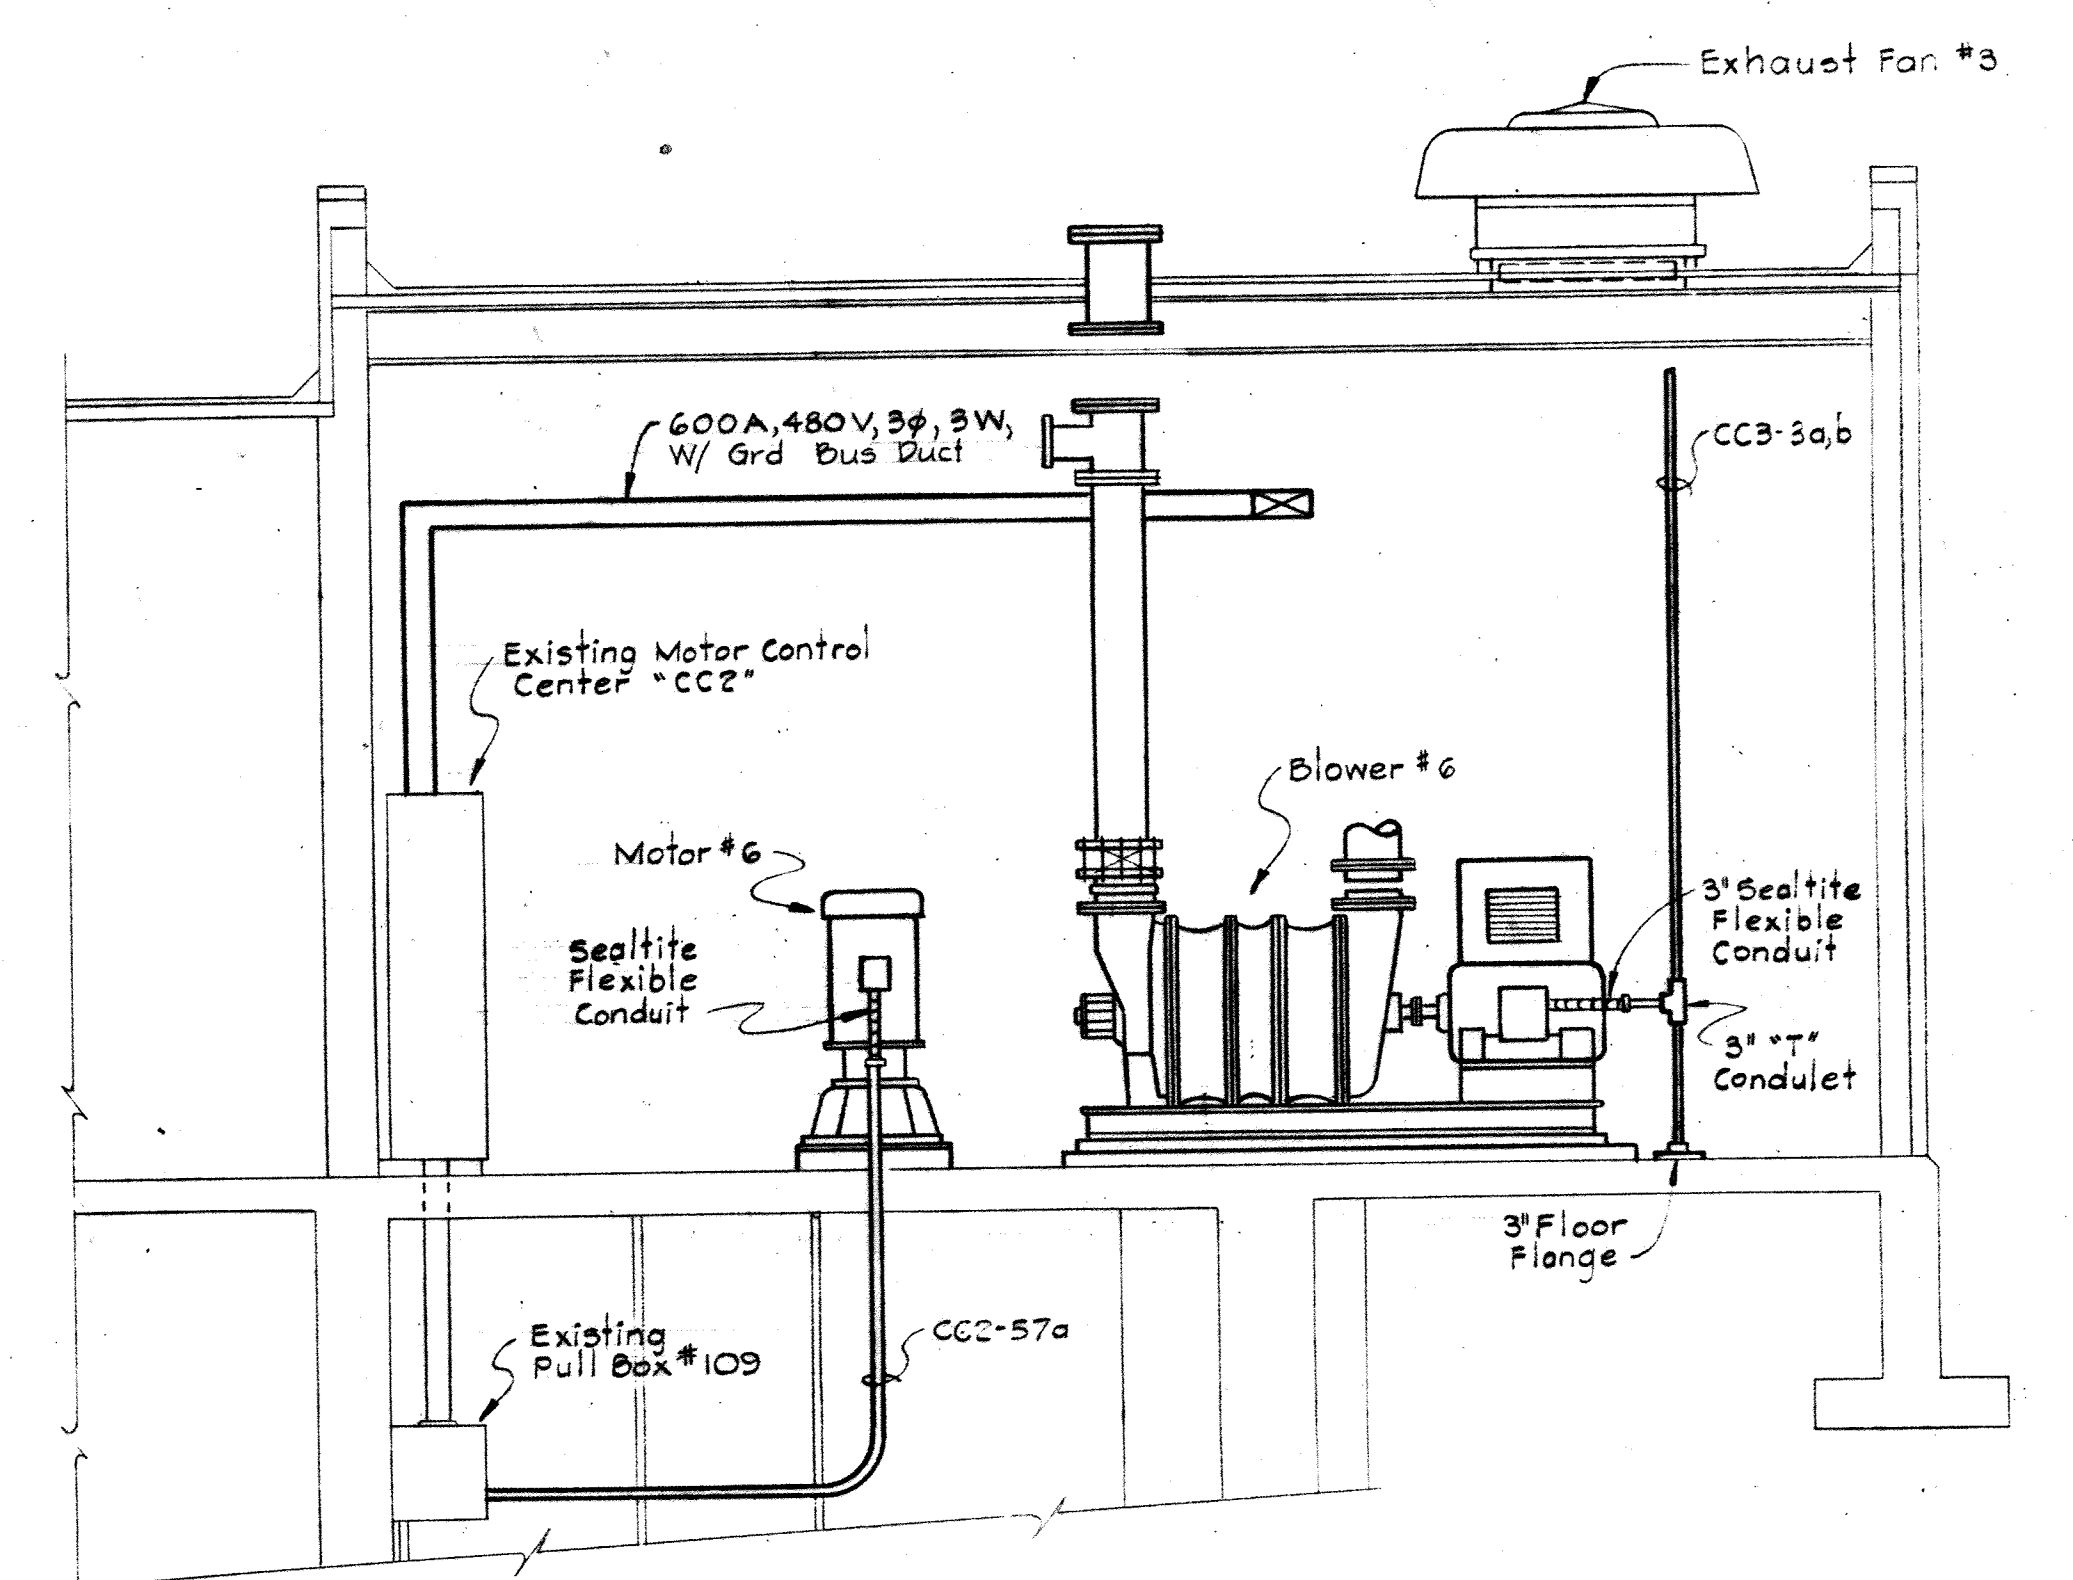 Exhaust Fan #3
600A, 480V, 3ϕ, 3W,
W/ Grd Bus Duct
CC3-3a,b
Existing Motor Control
Center "CC2"
Blower #6
Motor #6
3" Sealtite
Flexible
Conduit
Sealtite
Flexible
Conduit
3" "T"
Condulet
3" Floor
Flange
Existing
Pull Box #109
CC2-57a